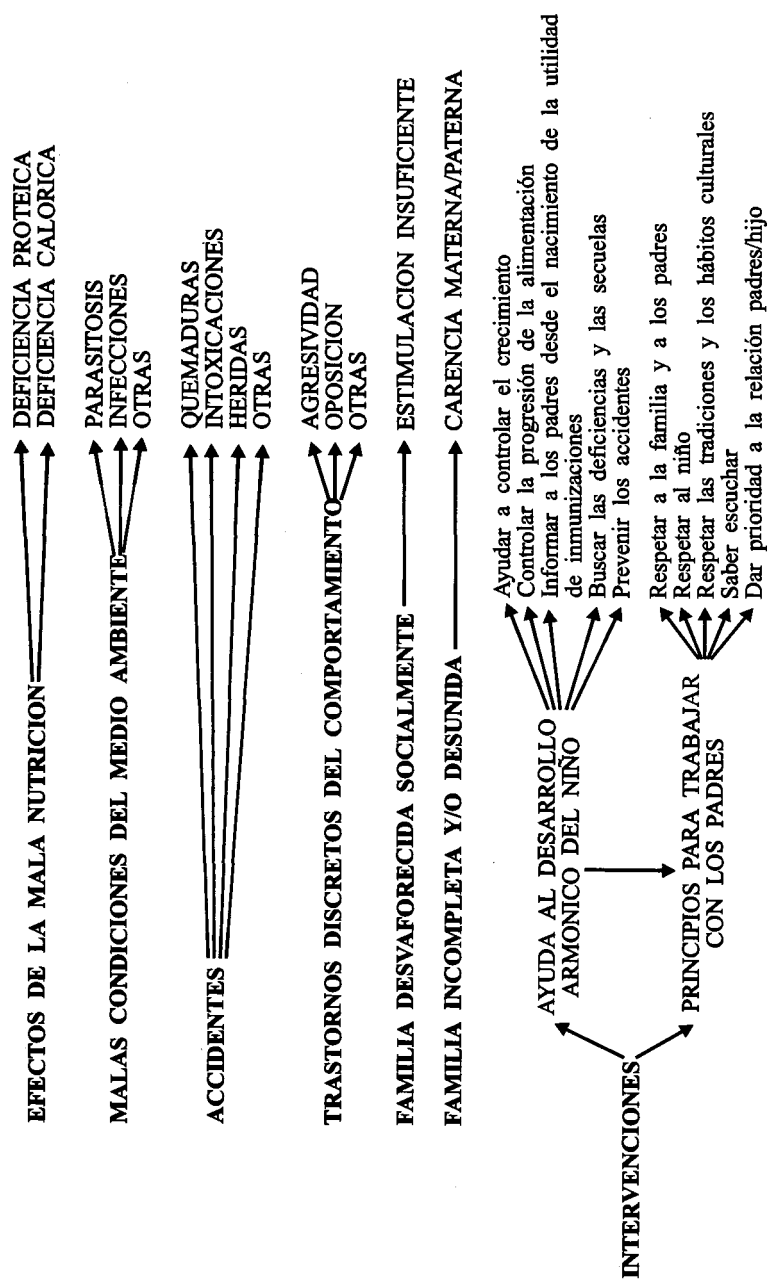 EFECTOS DE LA MALA NUTRICION
DEFICIENCIA PROTEICA
DEFICIENCIA CALORICA
MALAS CONDICIONES DEL MEDIO AMBIENTE
PARASITOSIS
INFECCIONES
OTRAS
ACCIDENTES
QUEMADURAS
INTOXICACIONES
HERIDAS
OTRAS
TRASTORNOS DISCRETOS DEL COMPORTAMIENTO
AGRESIVIDAD
OPOSICION
OTRAS
FAMILIA DESVAFORECIDA SOCIALMENTE
ESTIMULACION INSUFICIENTE
FAMILIA INCOMPLETA Y/O DESUNIDA
CARENCIA MATERNA/PATERNA
INTERVENCIONES
AYUDA AL DESARROLLO
ARMONICO DEL NIÑO
Ayudar a controlar el crecimiento
Controlar la progresión de la alimentación
Informar a los padres desde el nacimiento de la utilidad
de inmunizaciones
Buscar las deficiencias y las secuelas
Prevenir los accidentes
PRINCIPIOS PARA TRABAJAR
CON LOS PADRES
Respetar a la familia y a los padres
Respetar al niño
Respetar las tradiciones y los hábitos culturales
Saber escuchar
Dar prioridad a la relación padres/hijo